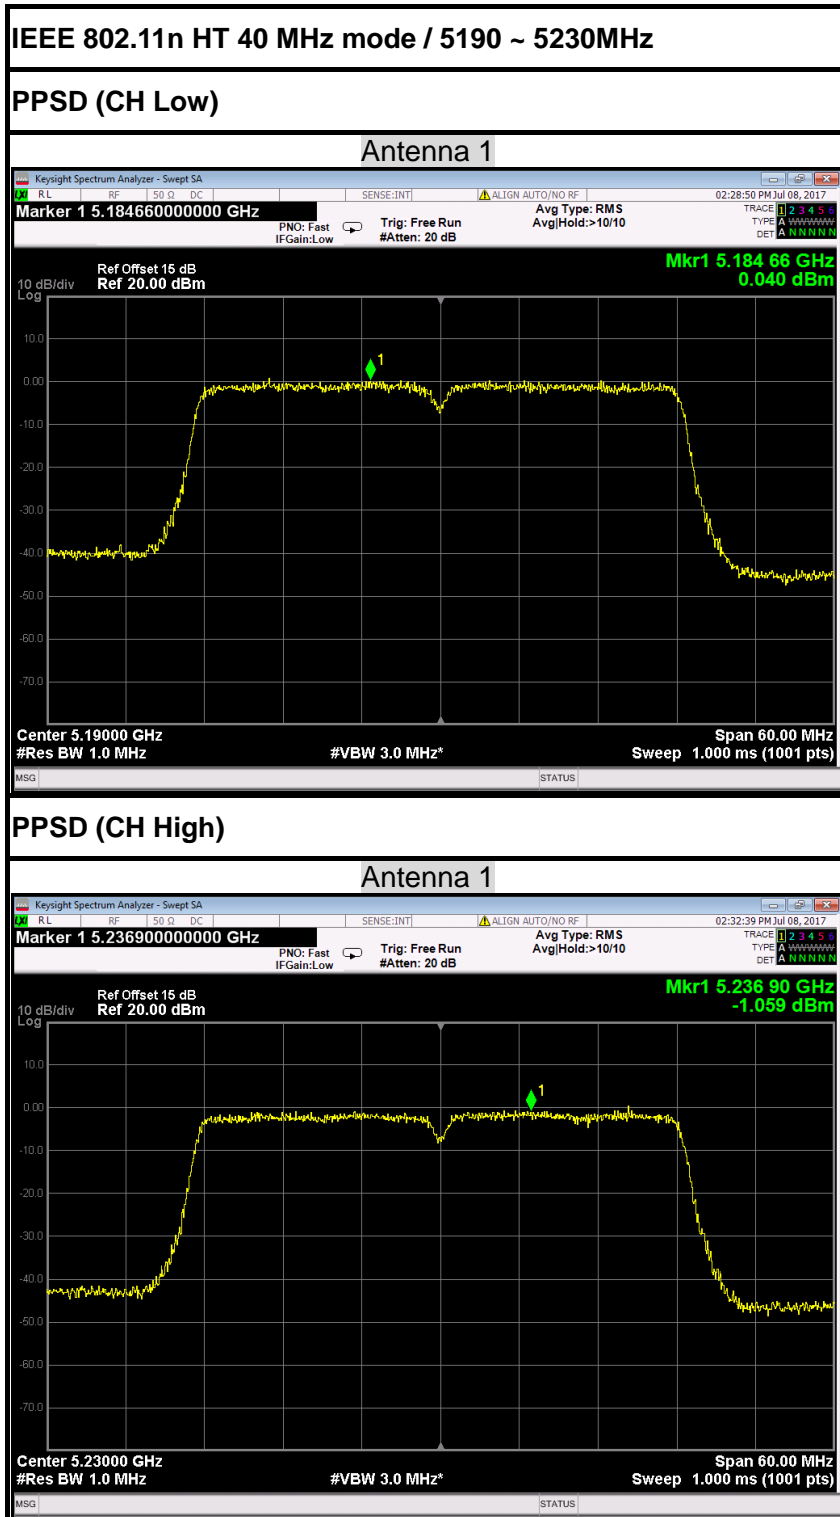 IEEE 802.11n HT 40 MHz mode / 5190 ~ 5230MHz
PPSD (CH Low)
Antenna 1
Keysight Spectrum Analyzer - Swept SA
LXI RL RF 50 Ω DC SENSE:INT ALIGN AUTO/NO RF 02:28:50 PM Jul 08, 2017
Marker 1 5.184660000000 GHz
PNO: Fast
IFGain:Low
Trig: Free Run
#Atten: 20 dB
Avg Type: RMS
Avg|Hold:>10/10
TRACE 1 2 3 4 5 6
TYPE A WWWWW
DET A N N N N N
Mkr1 5.184 66 GHz
0.040 dBm
10 dB/div
Log
Ref Offset 15 dB
Ref 20.00 dBm
10.0
1
0.00
-10.0
-20.0
-30.0
-40.0
-50.0
-60.0
-70.0
Center 5.19000 GHz Span 60.00 MHz
#Res BW 1.0 MHz #VBW 3.0 MHz* Sweep 1.000 ms (1001 pts)
MSG STATUS
PPSD (CH High)
Antenna 1
Keysight Spectrum Analyzer - Swept SA
LXI RL RF 50 Ω DC SENSE:INT ALIGN AUTO/NO RF 02:32:39 PM Jul 08, 2017
Marker 1 5.236900000000 GHz
PNO: Fast
IFGain:Low
Trig: Free Run
#Atten: 20 dB
Avg Type: RMS
Avg|Hold:>10/10
TRACE 1 2 3 4 5 6
TYPE A WWWWW
DET A N N N N N
Mkr1 5.236 90 GHz
-1.059 dBm
10 dB/div
Log
Ref Offset 15 dB
Ref 20.00 dBm
10.0
1
0.00
-10.0
-20.0
-30.0
-40.0
-50.0
-60.0
-70.0
Center 5.23000 GHz Span 60.00 MHz
#Res BW 1.0 MHz #VBW 3.0 MHz* Sweep 1.000 ms (1001 pts)
MSG STATUS